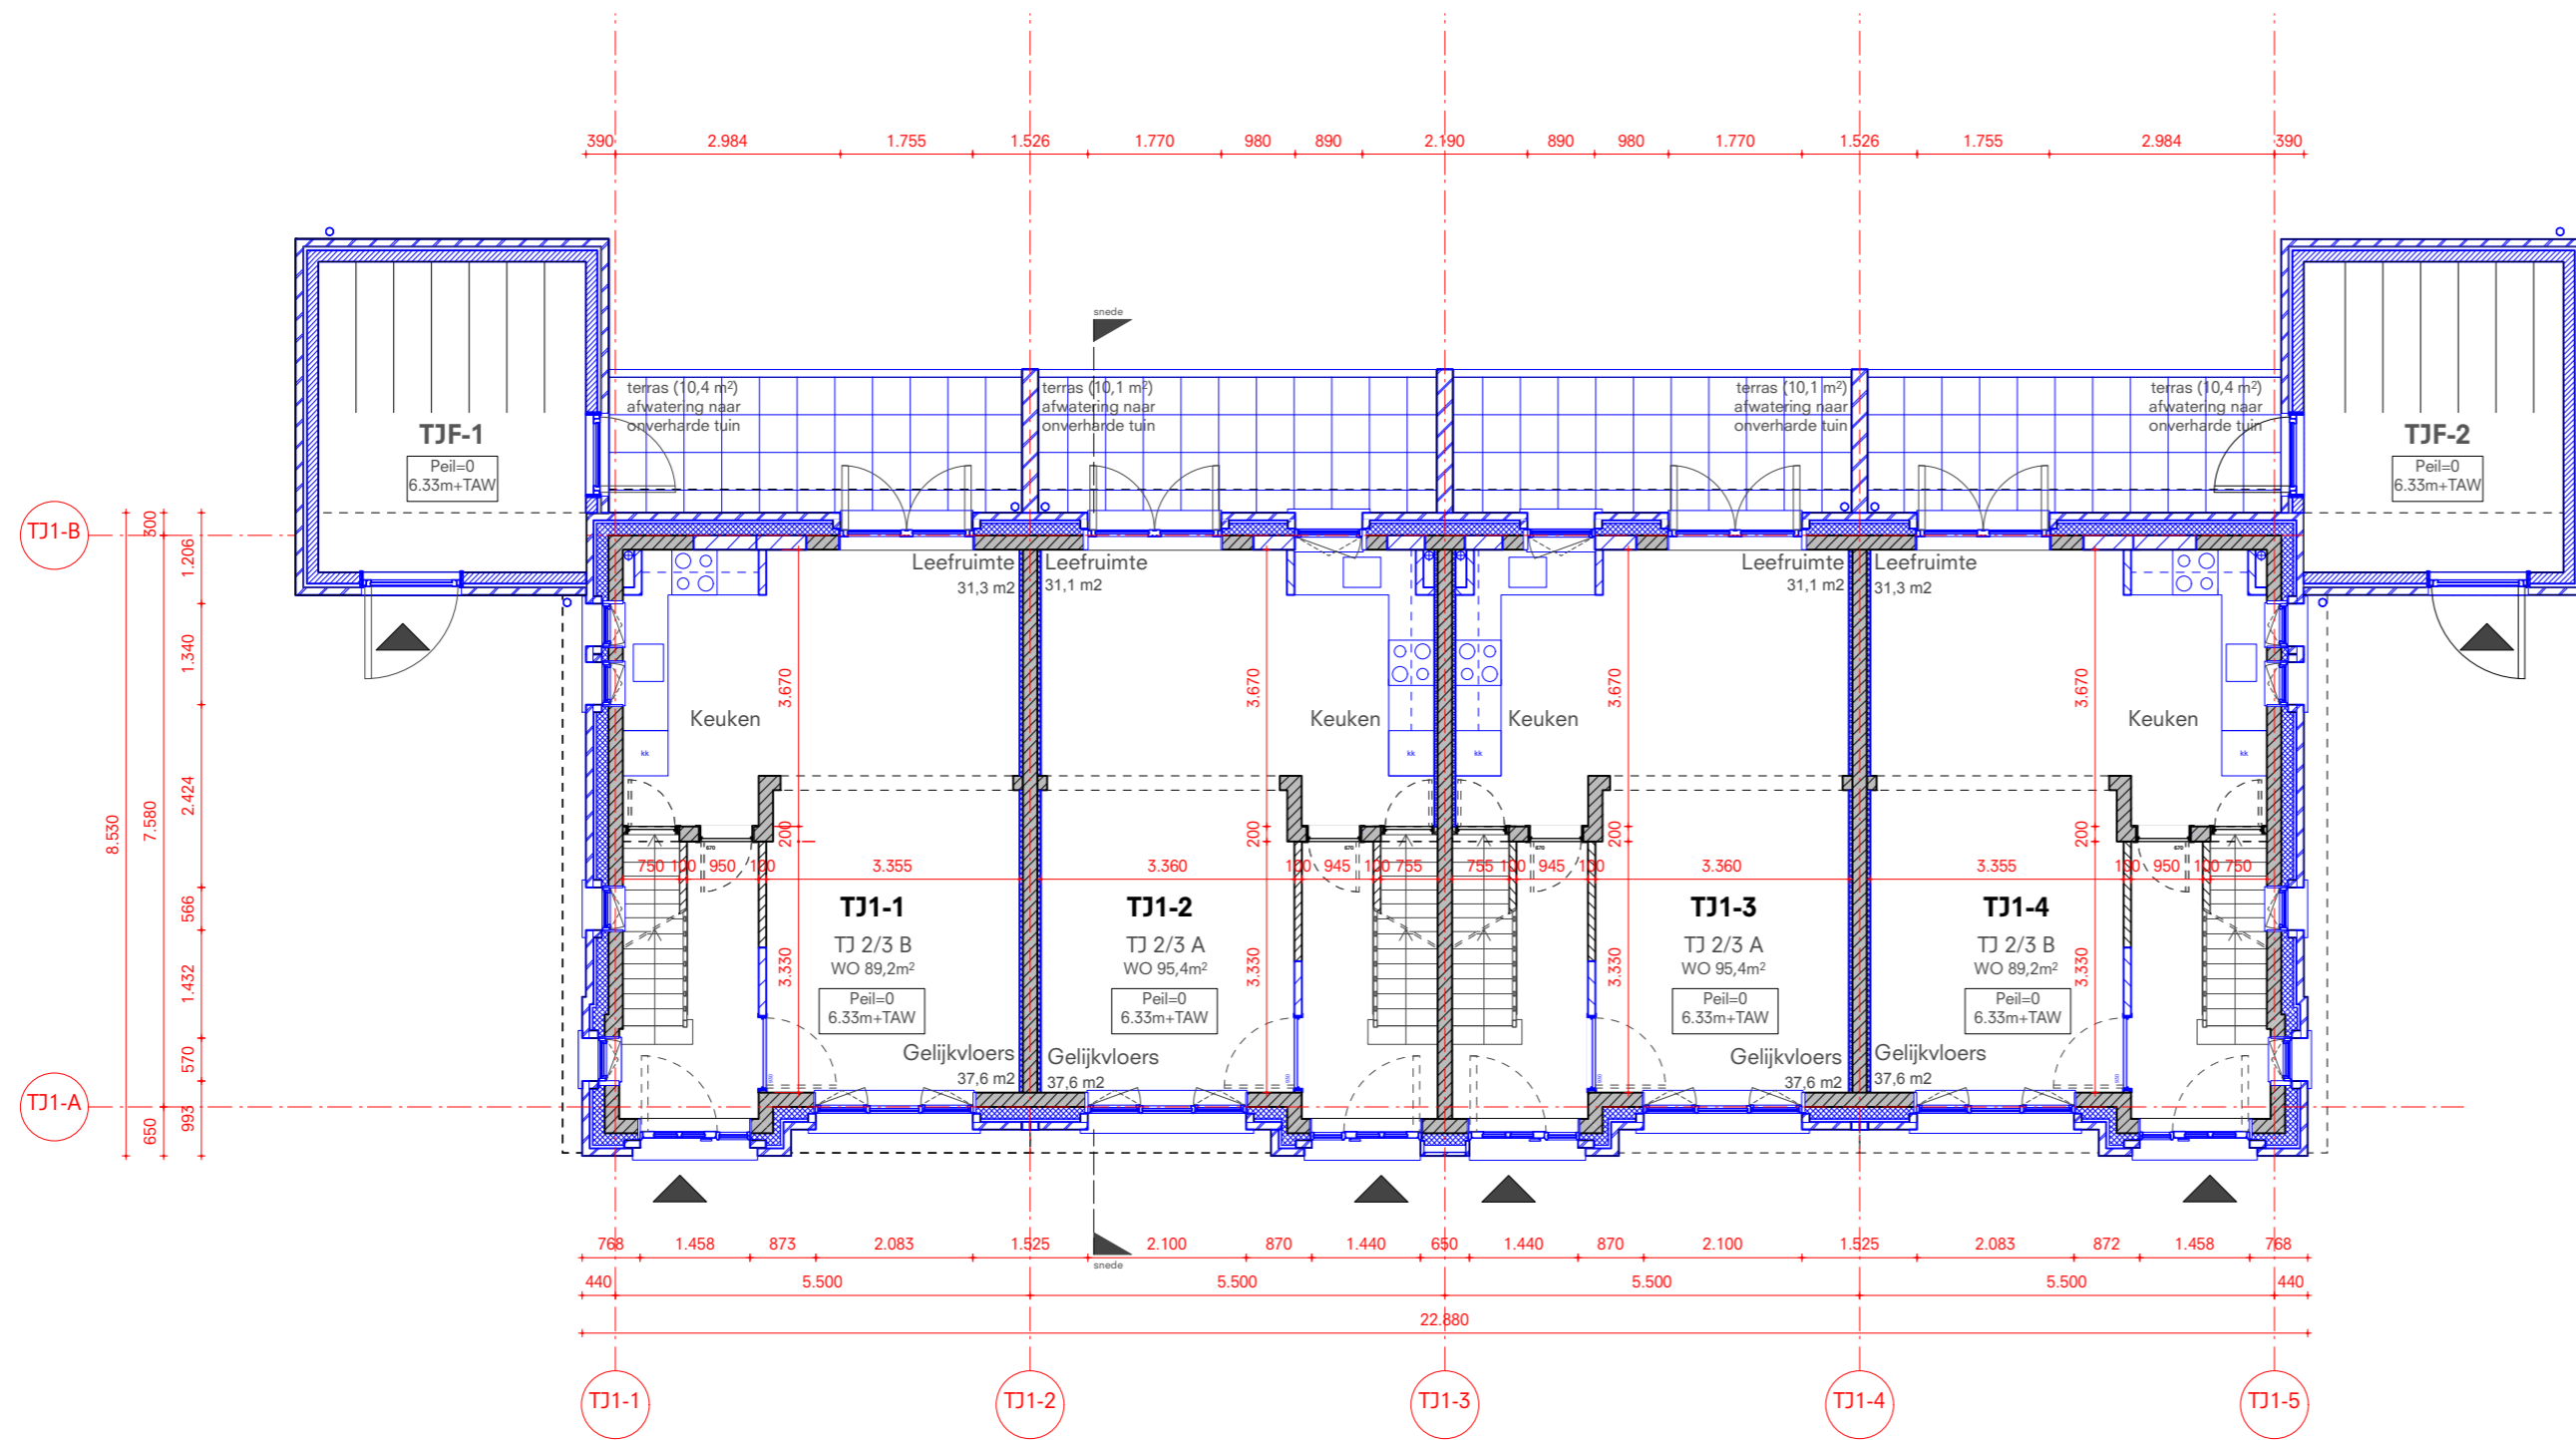 390 2.984 1.755 1.526 1.770 980 890 2.190 890 980 1.770 1.526 1.755 2.984 390
snede
terras (10,4 m²)
afwatering naar
onverharde tuin
terras (10,1 m²)
afwatering naar
onverharde tuin
terras (10,1 m²)
afwatering naar
onverharde tuin
terras (10,4 m²)
afwatering naar
onverharde tuin
TJF-1
Peil=0
6.33m+TAW
TJF-2
Peil=0
6.33m+TAW
TJ1-B
300
1.206
1.340
2.424
566
1.432
570
993
7.580
650
8.530
TJ1-A
Leefruimte
31,3 m2
Leefruimte
31,1 m2
Leefruimte
31,1 m2
Leefruimte
31,3 m2
3.670
3.670
3.670
3.670
Keuken
Keuken
Keuken
Keuken
kk
kk
kk
kk
200
200
200
200
670
670
670
670
750 100 950 100 3.355 3.360 100 945 100 755 755 100 945 100 3.360 3.355 100 950 100 750
3.330
3.330
3.330
3.330
TJ1-1
TJ 2/3 B
WO 89,2m²
Peil=0
6.33m+TAW
TJ1-2
TJ 2/3 A
WO 95,4m²
Peil=0
6.33m+TAW
TJ1-3
TJ 2/3 A
WO 95,4m²
Peil=0
6.33m+TAW
TJ1-4
TJ 2/3 B
WO 89,2m²
Peil=0
6.33m+TAW
Gelijkvloers
37,6 m2
Gelijkvloers
37,6 m2
Gelijkvloers
37,6 m2
Gelijkvloers
37,6 m2
768 1.458 873 2.083 1.525 2.100 870 1.440 650 1.440 870 2.100 1.525 2.083 872 1.458 768
snede
440 5.500 5.500 5.500 5.500 440
22.880
TJ1-1 TJ1-2 TJ1-3 TJ1-4 TJ1-5